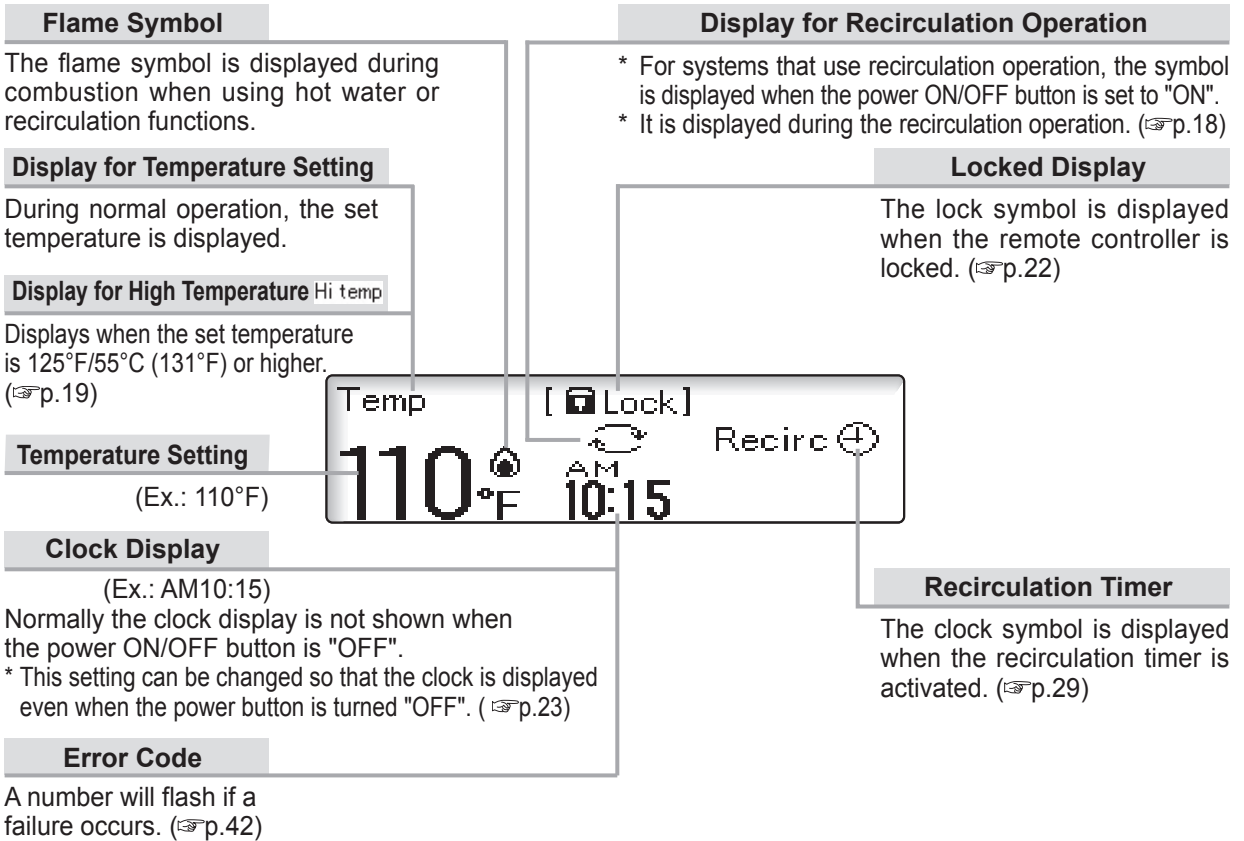 Flame Symbol
The flame symbol is displayed during
combustion when using hot water or
recirculation functions.
Display for Temperature Setting
During normal operation, the set
temperature is displayed.
Display for High Temperature Hi temp
Displays when the set temperature
is 125°F/55°C (131°F) or higher.
(☞p.19)
Temperature Setting
(Ex.: 110°F)
Clock Display
(Ex.: AM10:15)
Normally the clock display is not shown when
the power ON/OFF button is "OFF".
* This setting can be changed so that the clock is displayed
even when the power button is turned "OFF". ( ☞p.23)
Error Code
A number will flash if a
failure occurs. (☞p.42)
Display for Recirculation Operation
* For systems that use recirculation operation, the symbol
is displayed when the power ON/OFF button is set to "ON".
* It is displayed during the recirculation operation. (☞p.18)
Locked Display
The lock symbol is displayed
when the remote controller is
locked. (☞p.22)
Temp [ Lock]
Recirc
110°F AM 10:15
Recirculation Timer
The clock symbol is displayed
when the recirculation timer is
activated. (☞p.29)